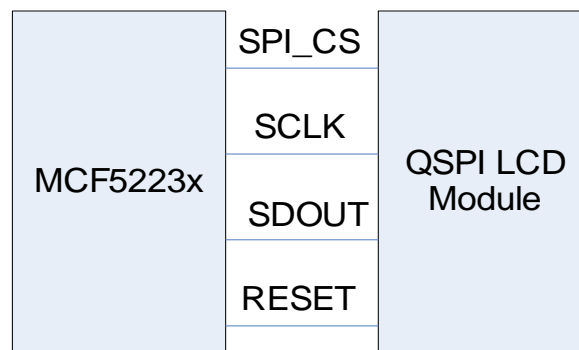 SPI_CS
SCLK
MCF5223x
QSPI LCD
Module
SDOUT
RESET